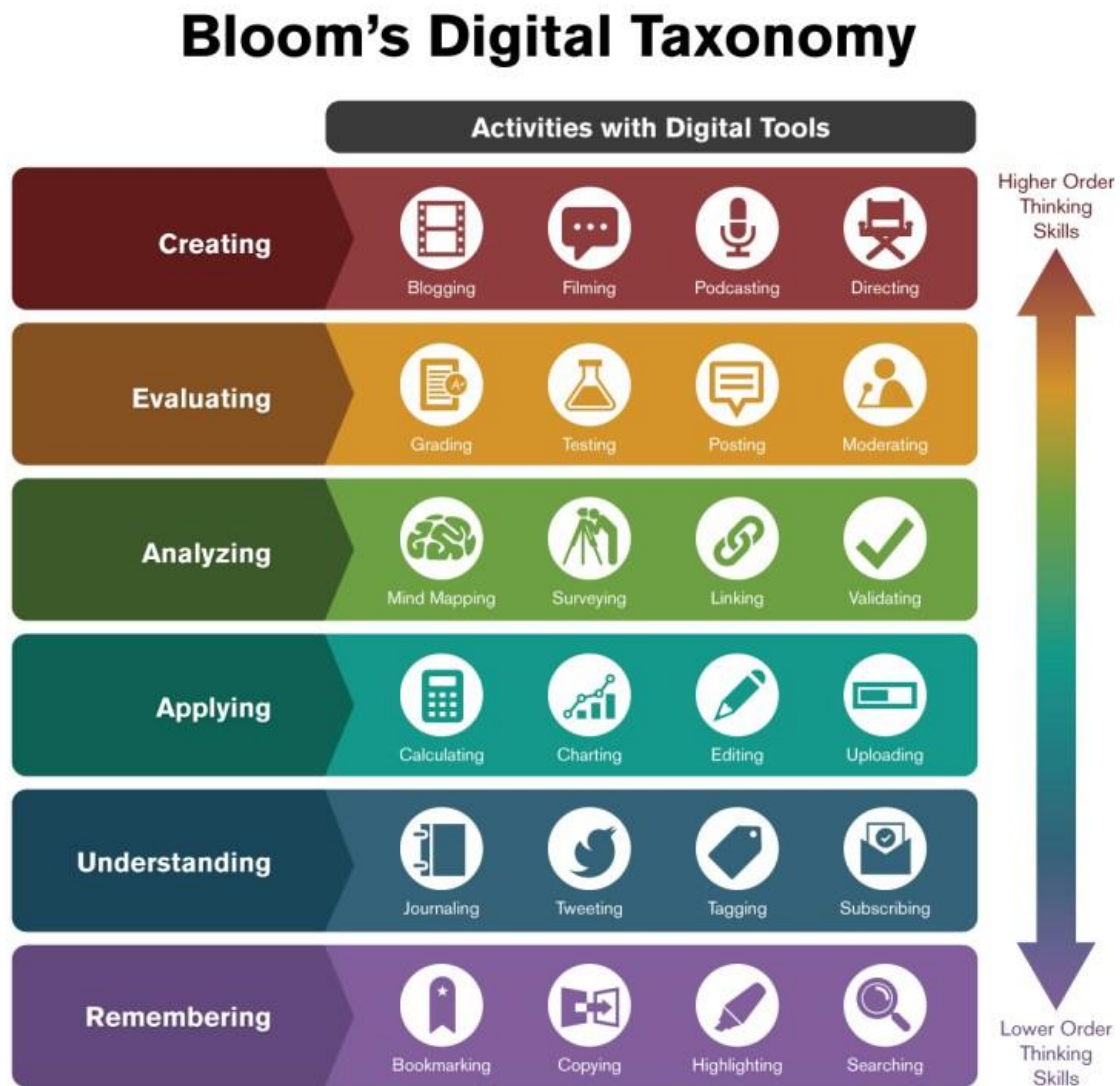 Bloom's Digital Taxonomy
Activities with Digital Tools
Creating
Blogging
Filming
Podcasting
Directing
Evaluating
A+
Grading
Testing
Posting
Moderating
Analyzing
Mind Mapping
Surveying
Linking
Validating
Applying
Calculating
Charting
Editing
Uploading
Understanding
Journaling
Tweeting
Tagging
Subscribing
Remembering
Bookmarking
Copying
Highlighting
Searching
Higher Order
Thinking
Skills
Lower Order
Thinking
Skills